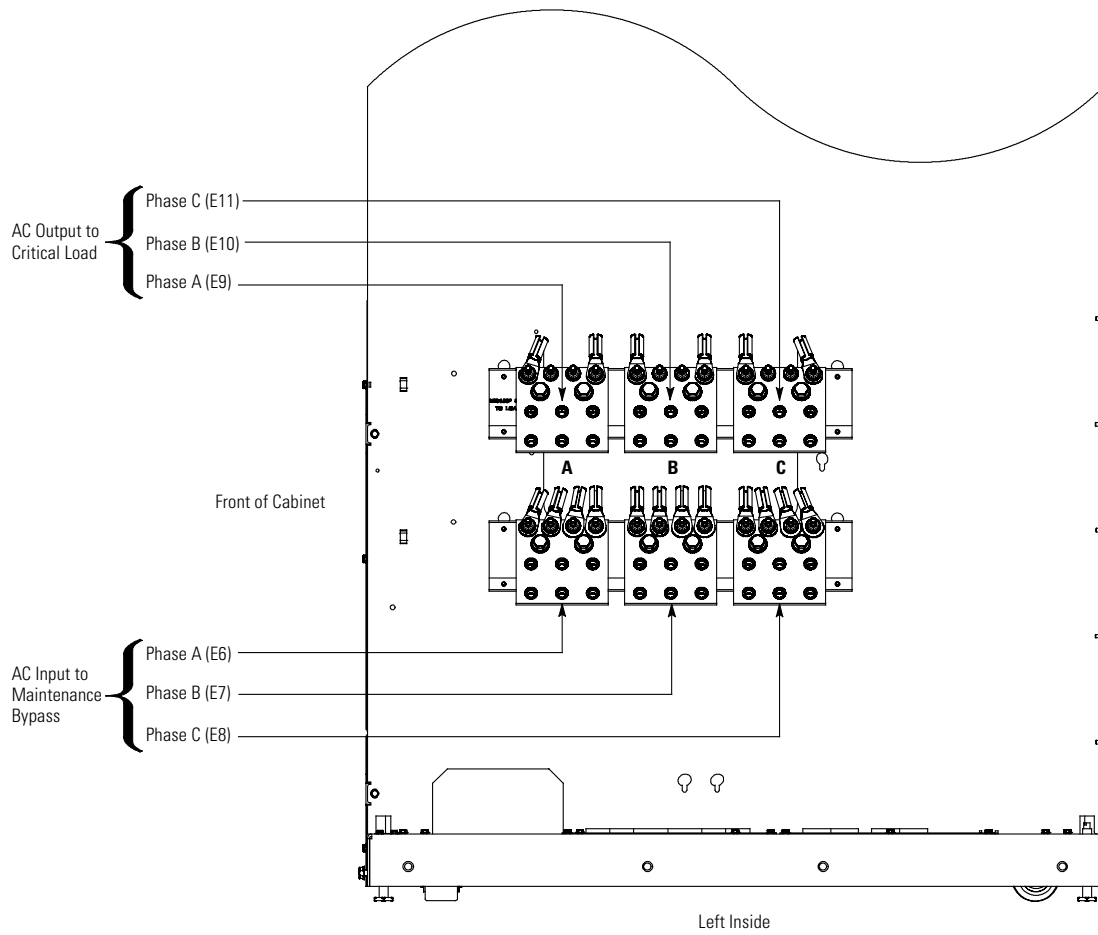 Phase C (E11)
AC Output to
Critical Load
Phase B (E10)
Phase A (E9)
A
B
C
Front of Cabinet
AC Input to
Maintenance
Bypass
Phase A (E6)
Phase B (E7)
Phase C (E8)
Left Inside